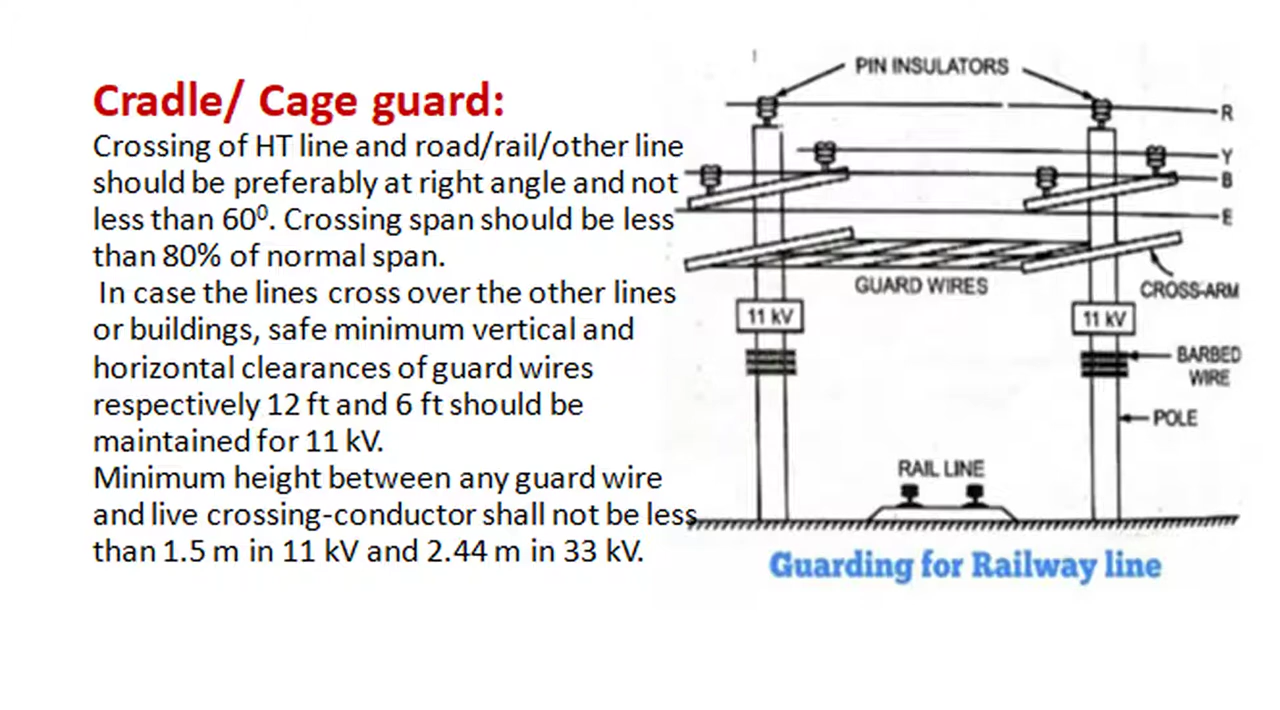 Cradle/ Cage guard:
Crossing of HT line and road/rail/other line
should be preferably at right angle and not
less than 60⁰. Crossing span should be less
than 80% of normal span.
In case the lines cross over the other lines
or buildings, safe minimum vertical and
horizontal clearances of guard wires
respectively 12 ft and 6 ft should be
maintained for 11 kV.
Minimum height between any guard wire
and live crossing-conductor shall not be less
than 1.5 m in 11 kV and 2.44 m in 33 kV.
PIN INSULATORS
R
Y
B
E
GUARD WIRES
CROSS-ARM
11 KV
11 KV
BARBED
WIRE
POLE
RAIL LINE
Guarding for Railway line